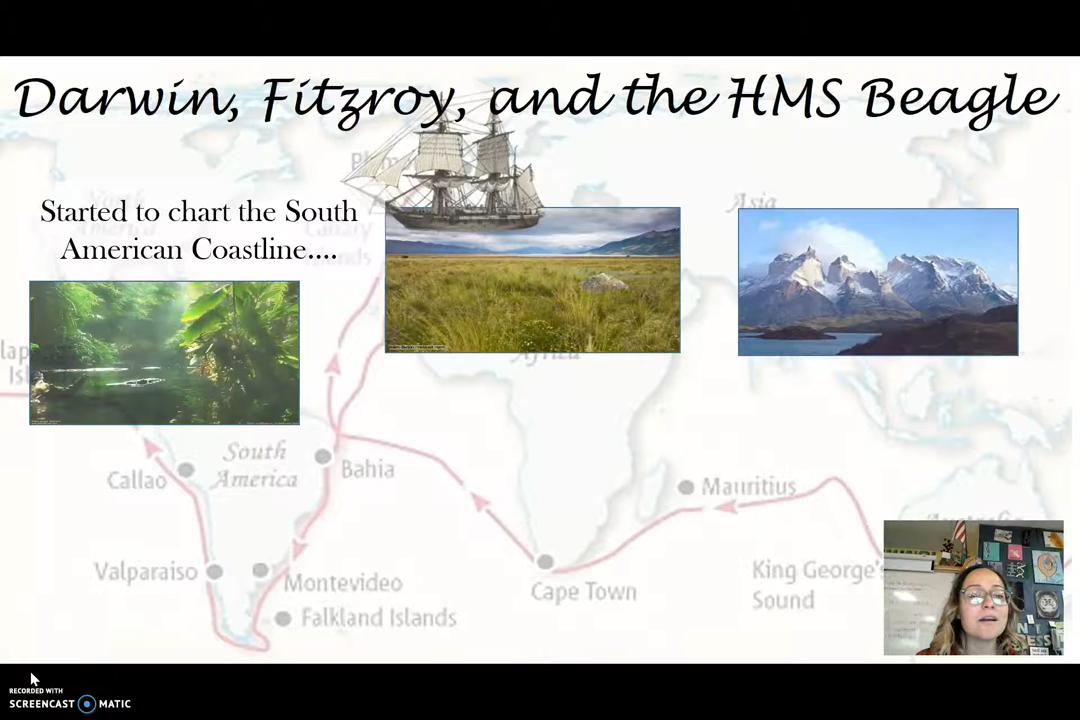 Darwin, Fitzroy, and the HMS Beagle
Started to chart the South
American Coastline....
Asia
Africa
South
America
Bahia
Callao
Mauritius
Valparaiso
Montevideo
Falkland Islands
Cape Town
King George's
Sound
RECORDED WITH
SCREENCAST MATIC